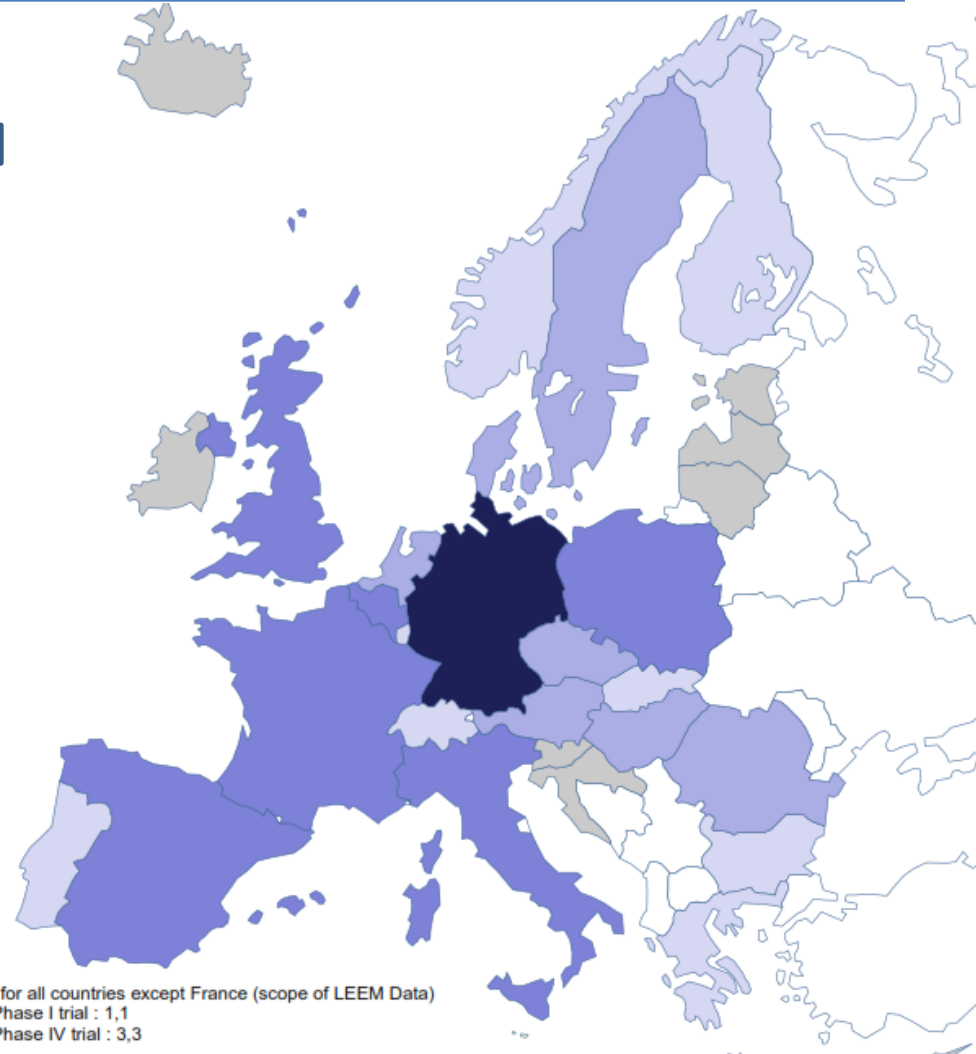 for all countries except France (scope of LEEM Data)
Phase I trial : 1,1
Phase IV trial : 3,3